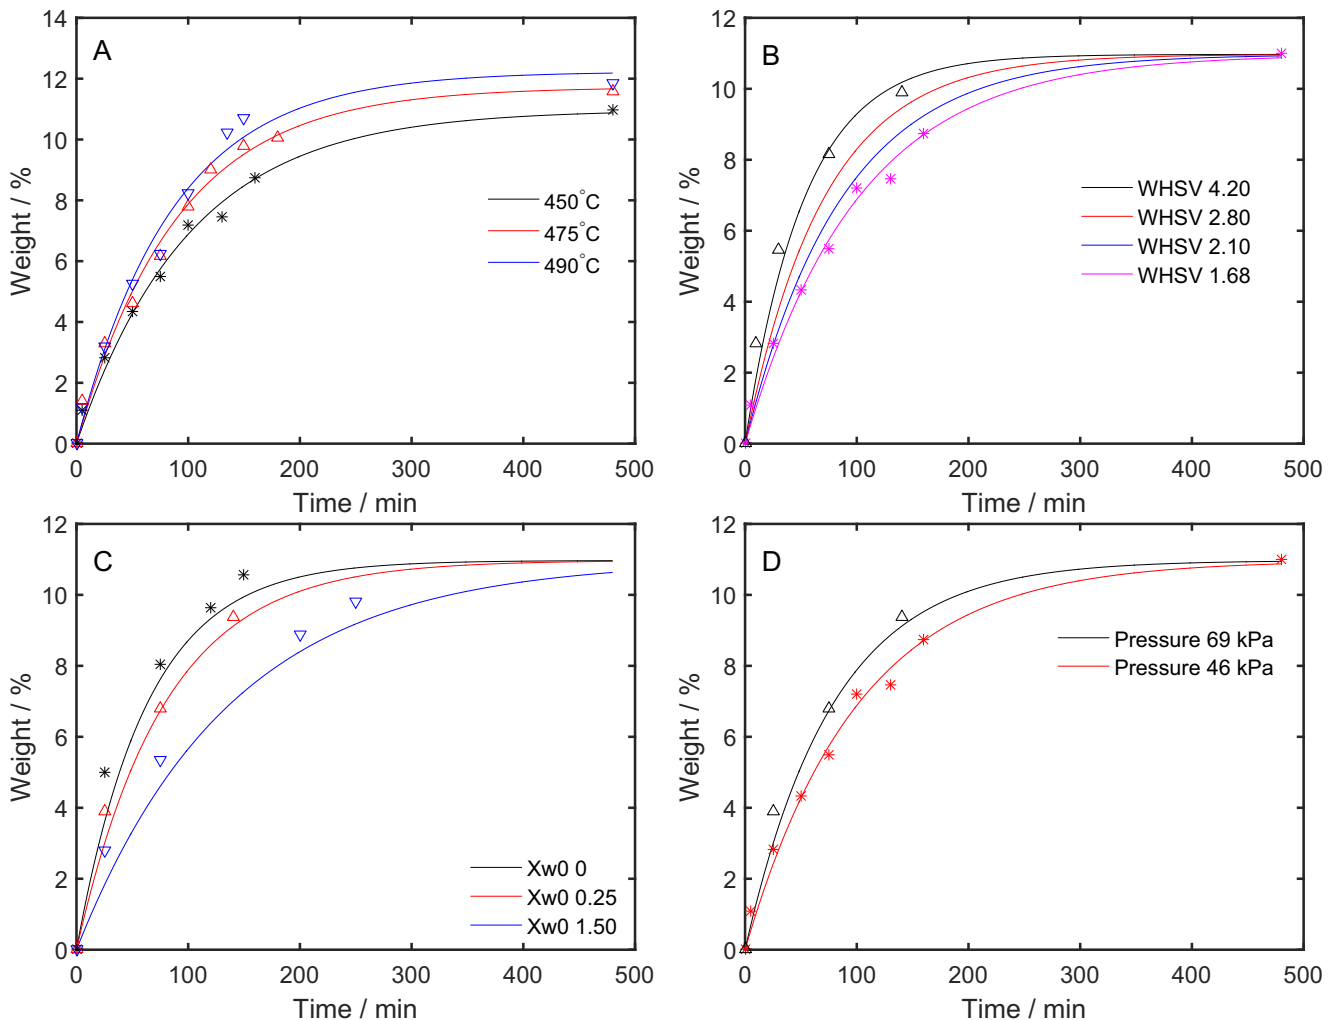 A
Weight / %
14
12
10
8
6
4
2
0
450°C
475°C
490°C
0 100 200 300 400 500
Time / min
B
Weight / %
12
10
8
6
4
2
0
WHSV 4.20
WHSV 2.80
WHSV 2.10
WHSV 1.68
0 100 200 300 400 500
Time / min
C
Weight / %
12
10
8
6
4
2
0
Xw0 0
Xw0 0.25
Xw0 1.50
0 100 200 300 400 500
Time / min
D
Weight / %
12
10
8
6
4
2
0
Pressure 69 kPa
Pressure 46 kPa
0 100 200 300 400 500
Time / min